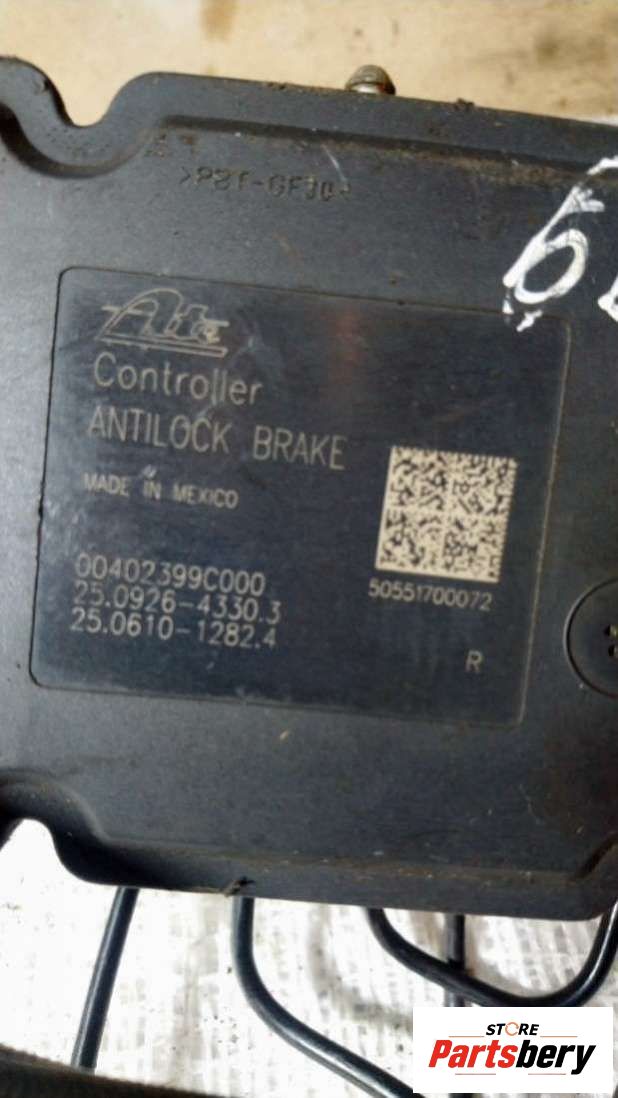 >PBT-GF30<
Ate
Controller
ANTILOCK BRAKE
MADE IN MEXICO
00402399C000
25.0926-4330.3
25.0610-1282.4
50551700072
R
STORE
Partsbery